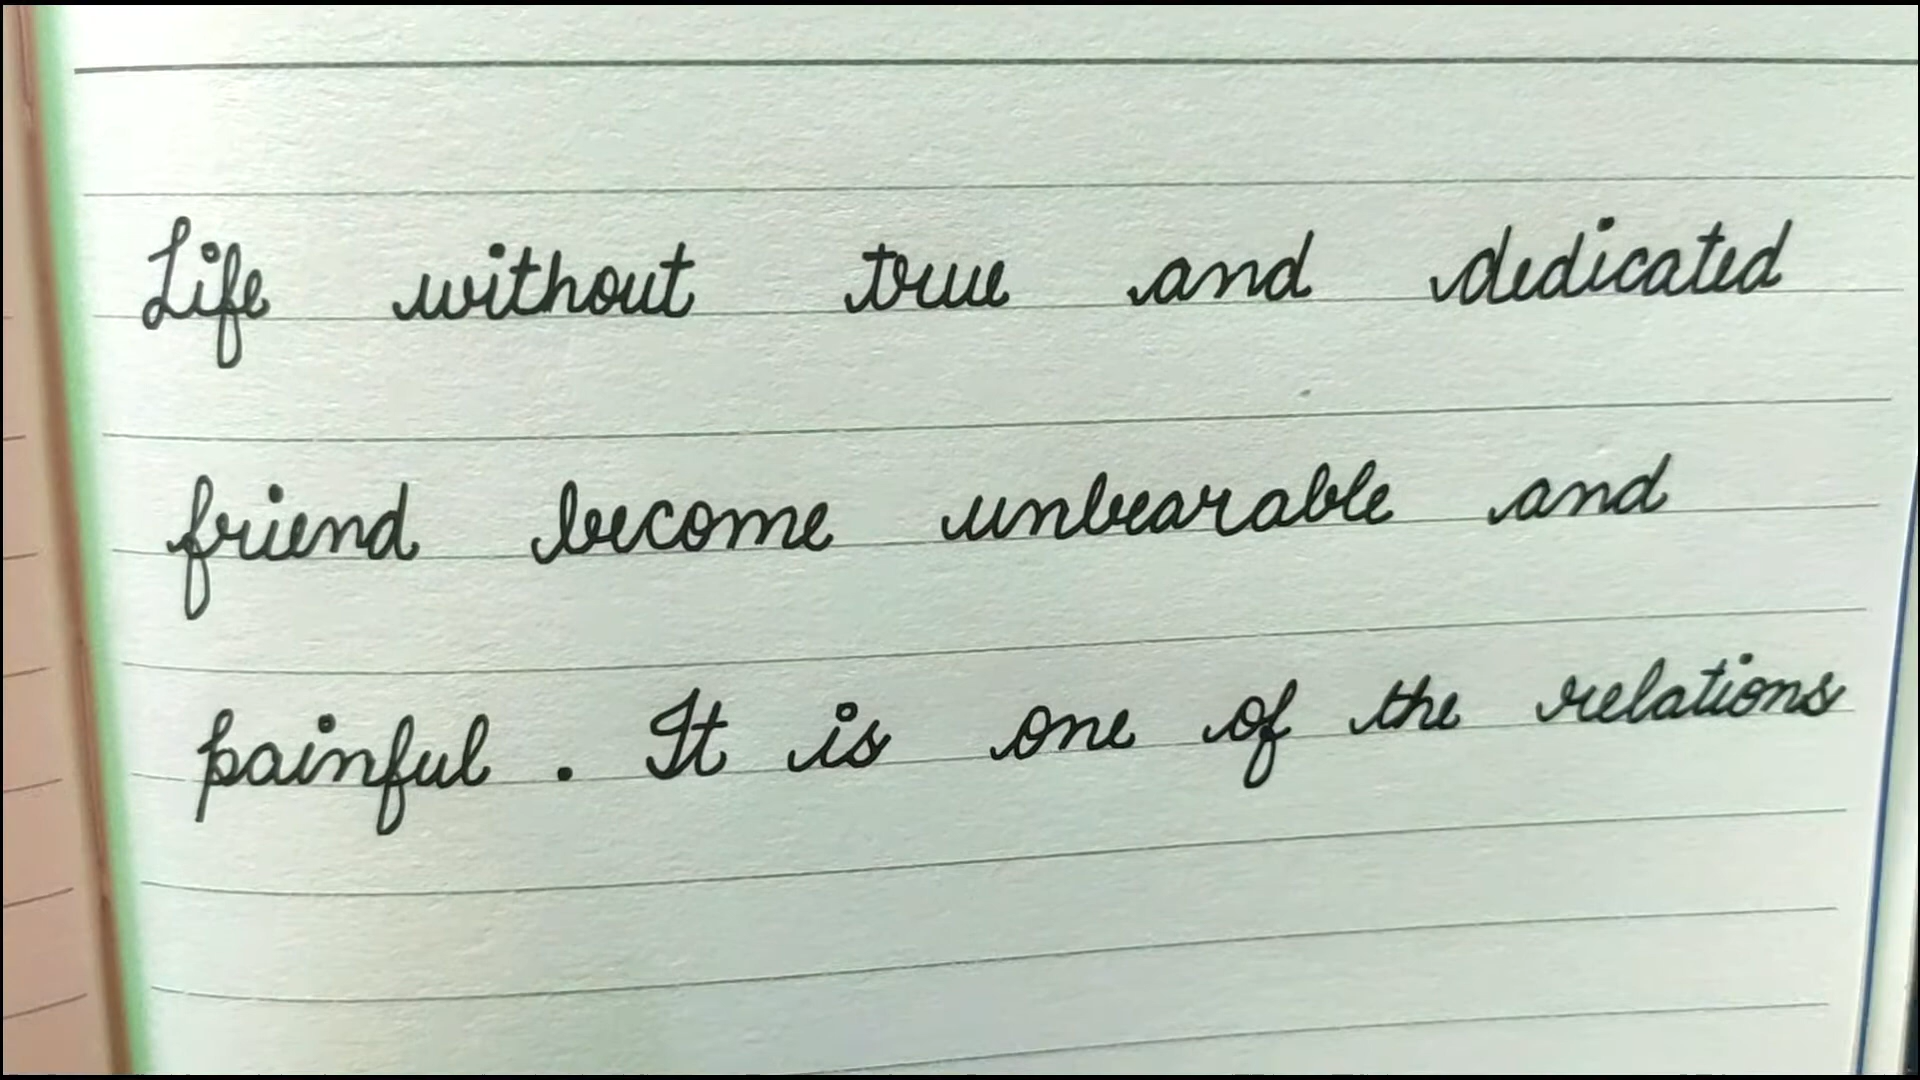 Life without true and dedicated
friend become unbearable and
painful . It is one of the relations